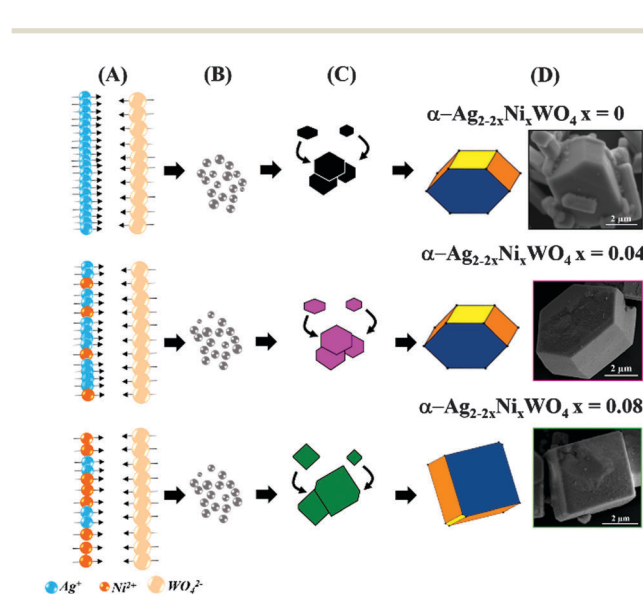 (A) (B) (C) (D)
α–Ag₂₋₂ₓNiₓWO₄ x = 0
2 µm
α–Ag₂₋₂ₓNiₓWO₄ x = 0.04
2 µm
α–Ag₂₋₂ₓNiₓWO₄ x = 0.08
2 µm
Ag⁺ Ni²⁺ WO₄²⁻